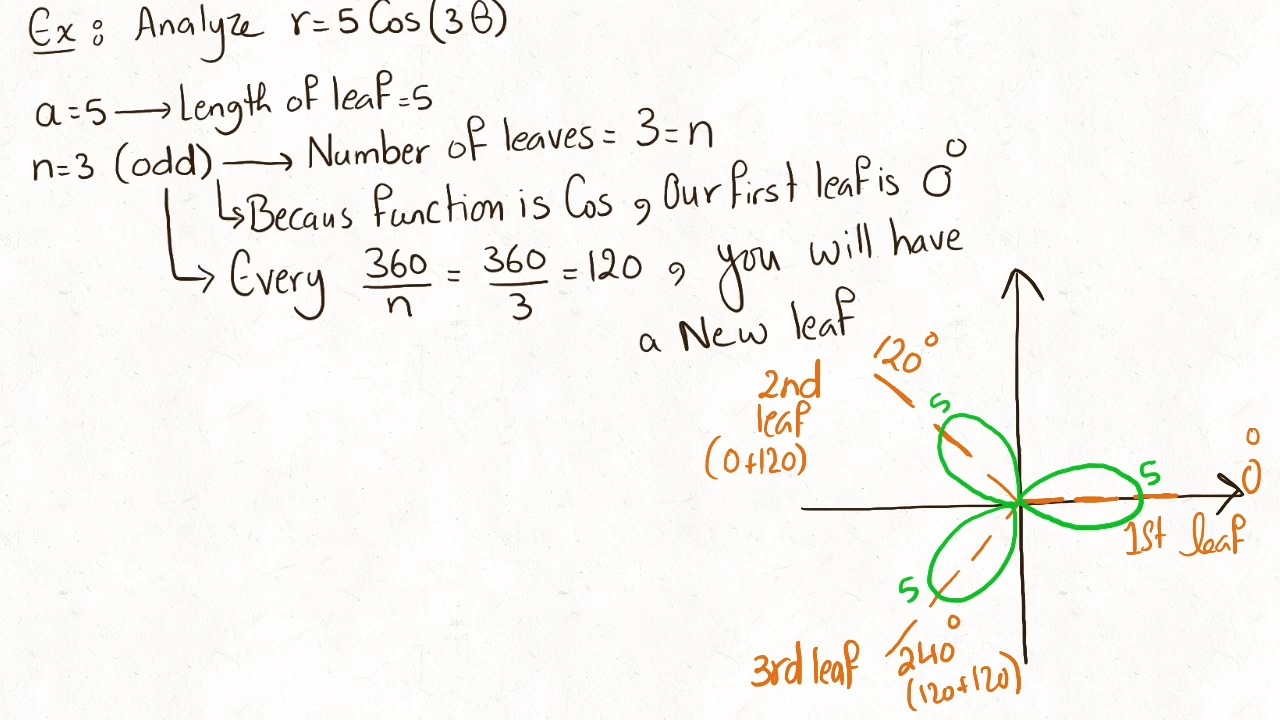 Ex: Analyze r=5 Cos(3θ)
a=5 → Length of leaf=5
n=3 (odd) → Number of leaves= 3=n
↳Becaus function is Cos, Our first leaf is 0°
→ Every 360/n = 360/3 =120, you will have
a New leaf
120°
2nd
leaf
(0+120)
5
5
0°
1st leaf
5
3rd leaf
240°
(120+120)